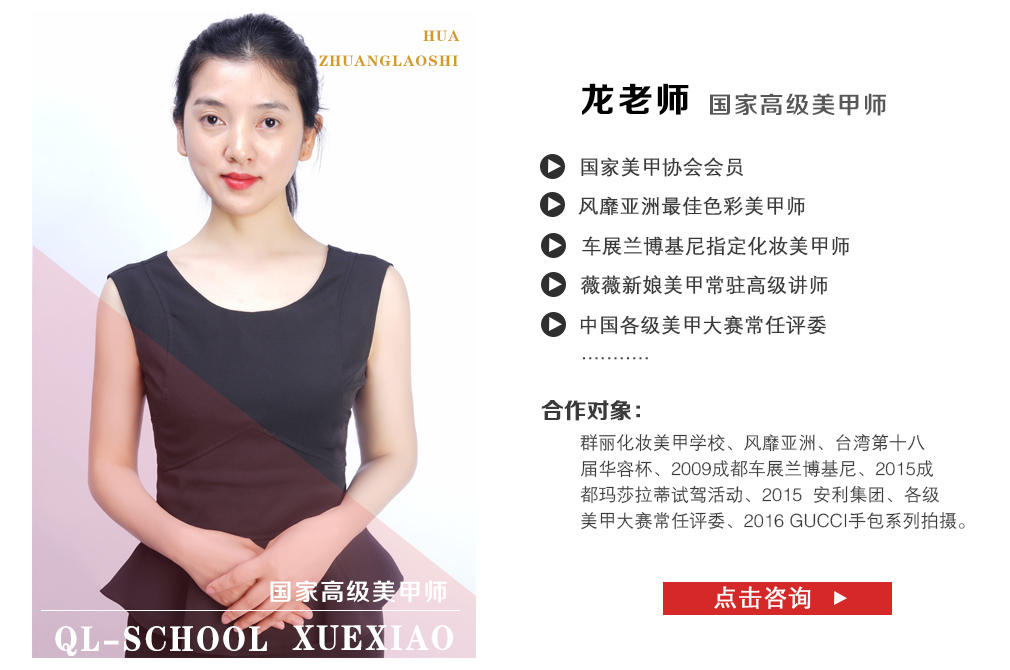 HUA
ZHUANGLAOSHI
国家高级美甲师
QL-SCHOOL XUEXIAO
龙老师 国家高级美甲师
国家美甲协会会员
风靡亚洲最佳色彩美甲师
车展兰博基尼指定化妆美甲师
薇薇新娘美甲常驻高级讲师
中国各级美甲大赛常任评委
...........
合作对象：
群丽化妆美甲学校、风靡亚洲、台湾第十八
届华容杯、2009成都车展兰博基尼、2015成
都玛莎拉蒂试驾活动、2015 安利集团、各级
美甲大赛常任评委、2016 GUCCI手包系列拍摄。
点击咨询